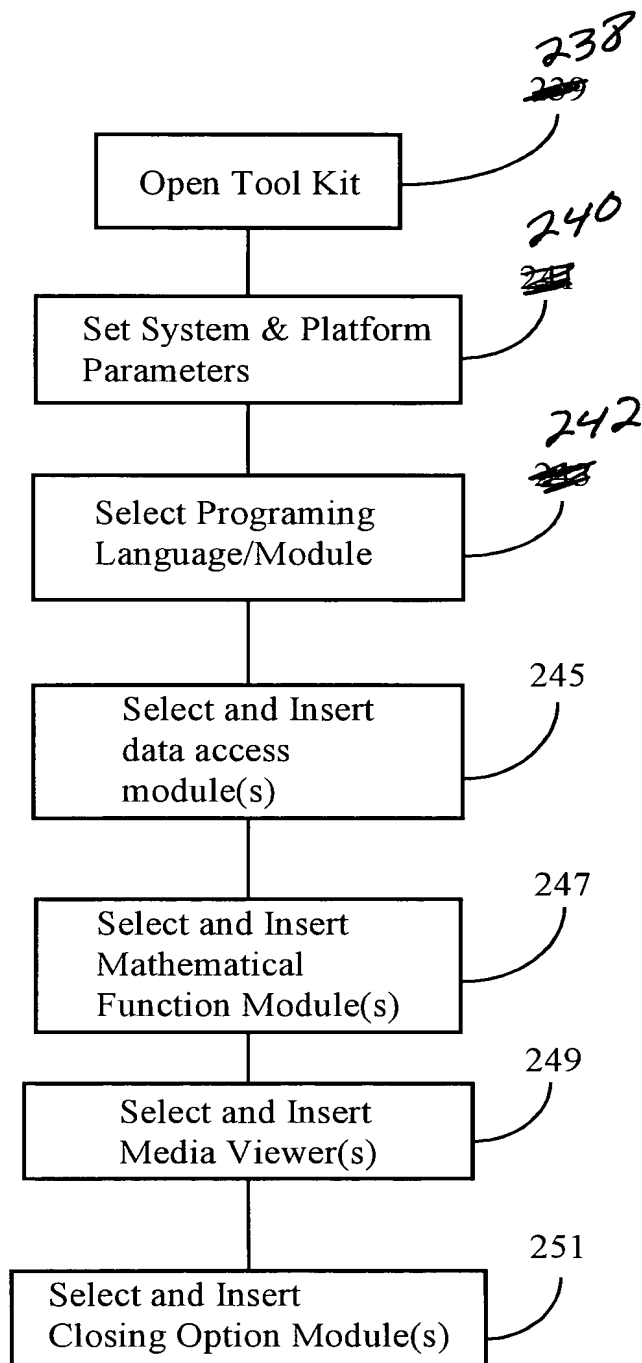 238
239
Open Tool Kit
240
241
Set System & Platform
Parameters
242
Select Programing
Language/Module
245
Select and Insert
data access
module(s)
247
Select and Insert
Mathematical
Function Module(s)
249
Select and Insert
Media Viewer(s)
251
Select and Insert
Closing Option Module(s)